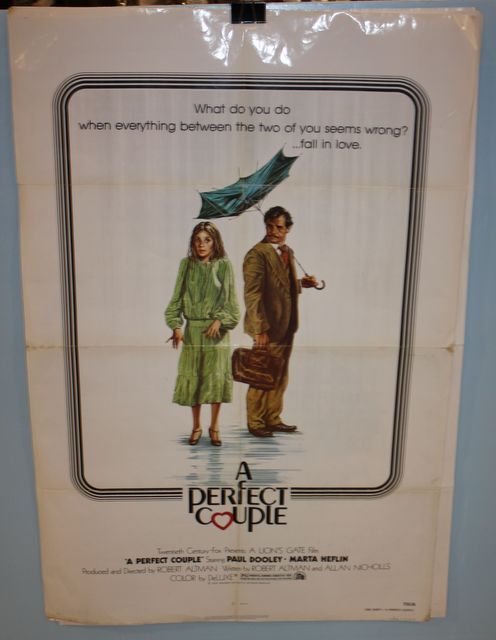 What do you do
when everything between the two of you seems wrong?
...fall in love.
A
PERFECT
COUPLE
Twentieth Century-Fox Presents A LION'S GATE Film
"A PERFECT COUPLE" Starring PAUL DOOLEY · MARTA HEFLIN
Produced and Directed by ROBERT ALTMAN Written by ROBERT ALTMAN and ALLAN NICHOLLS
COLOR by DeLUXE®